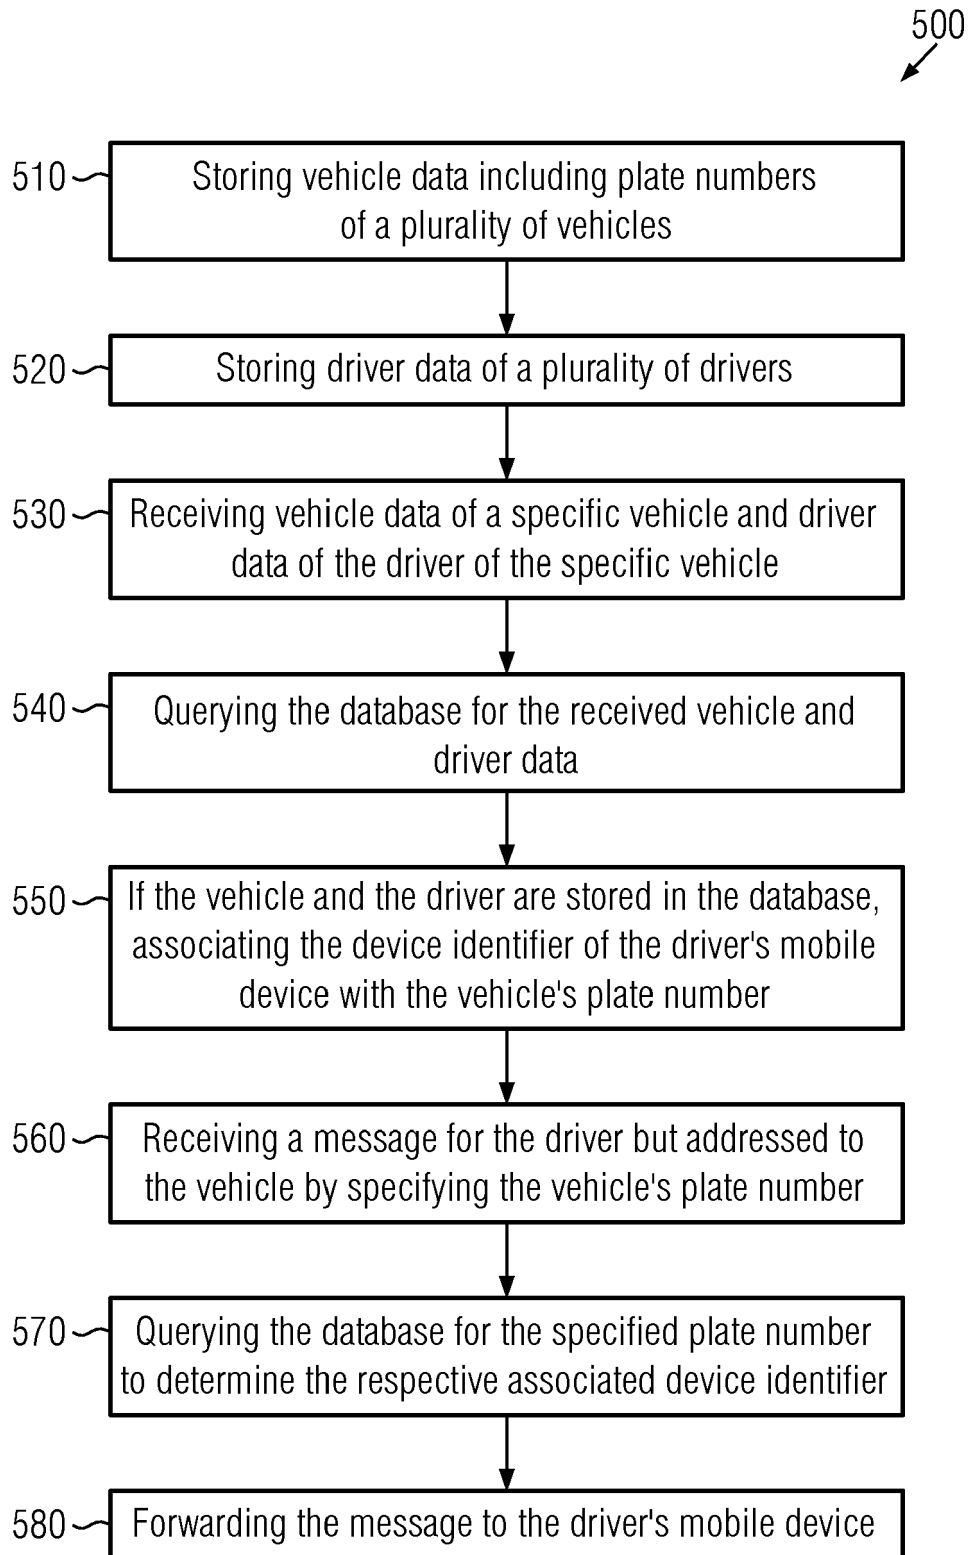 500
510
Storing vehicle data including plate numbers
of a plurality of vehicles
520
Storing driver data of a plurality of drivers
530
Receiving vehicle data of a specific vehicle and driver
data of the driver of the specific vehicle
540
Querying the database for the received vehicle and
driver data
550
If the vehicle and the driver are stored in the database,
associating the device identifier of the driver's mobile
device with the vehicle's plate number
560
Receiving a message for the driver but addressed to
the vehicle by specifying the vehicle's plate number
570
Querying the database for the specified plate number
to determine the respective associated device identifier
580
Forwarding the message to the driver's mobile device